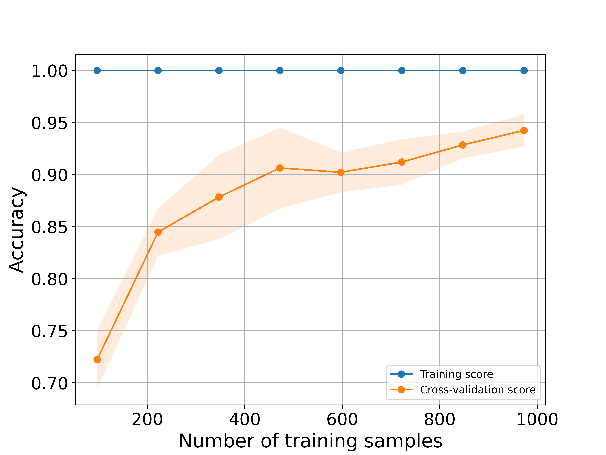 1.00
0.95
0.90
0.85
0.80
0.75
0.70
Accuracy
200 400 600 800 1000
Number of training samples
Training score
Cross-validation score